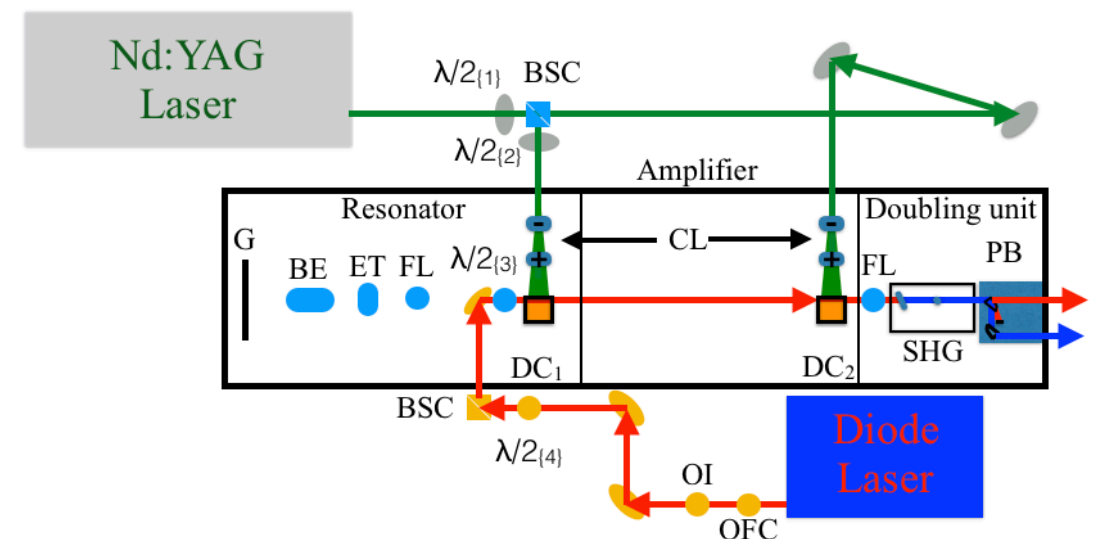 Nd:YAG
Laser
λ/2{1}
BSC
λ/2{2}
Amplifier
Resonator
Doubling unit
G
BE
ET
FL
λ/2{3}
-
+
CL
-
+
FL
PB
SHG
DC1
DC2
BSC
λ/2{4}
Diode
Laser
OI
OFC